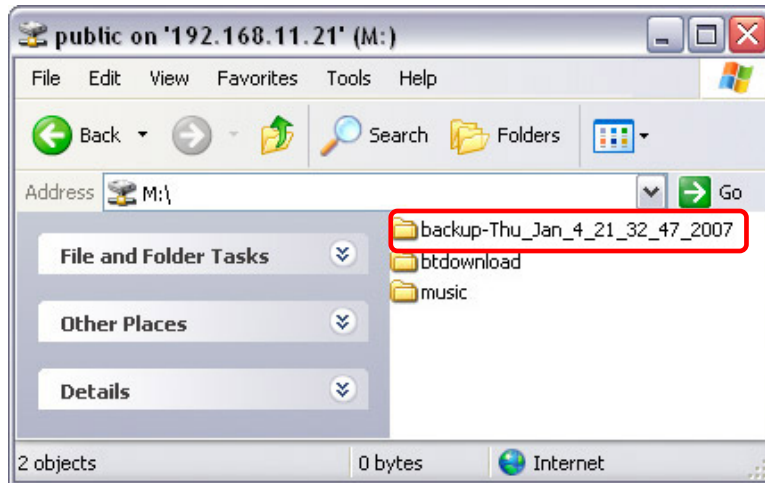 public on '192.168.11.21' (M:)
File Edit View Favorites Tools Help
Back Search Folders
Address M:\ Go
File and Folder Tasks
Other Places
Details
backup-Thu_Jan_4_21_32_47_2007
btdownload
music
2 objects 0 bytes Internet